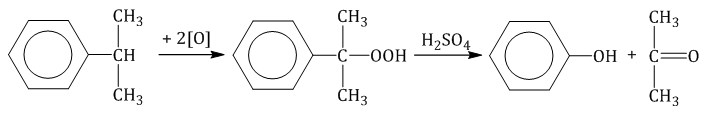 CH₃ CH₃ CH₃
+ 2[O] H₂SO₄
CH C—OOH —OH + C=O
CH₃ CH₃ CH₃